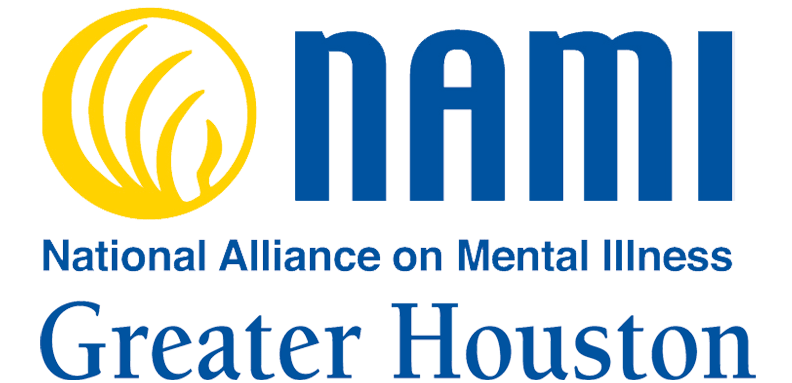 NAMI
National Alliance on Mental Illness
Greater Houston